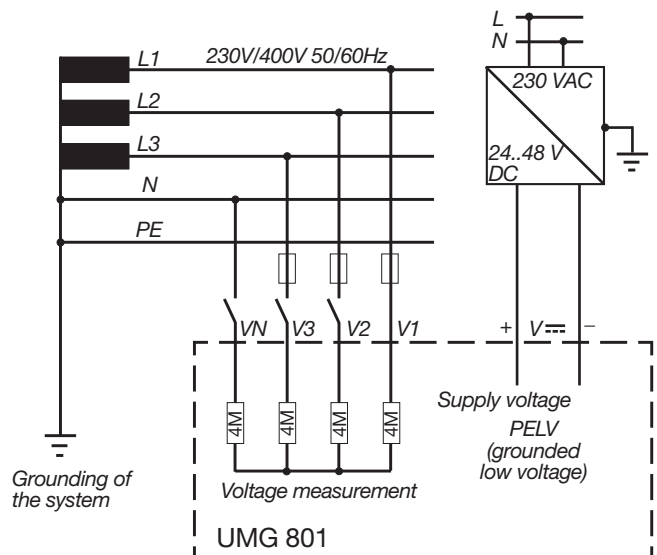 L1
230V/400V 50/60Hz
L2
L3
N
PE
L
N
230 VAC
24..48 V
DC
VN
V3
V2
V1
+
V
−
4M
4M
4M
4M
Supply voltage
PELV
(grounded
low voltage)
Grounding of
the system
Voltage measurement
UMG 801